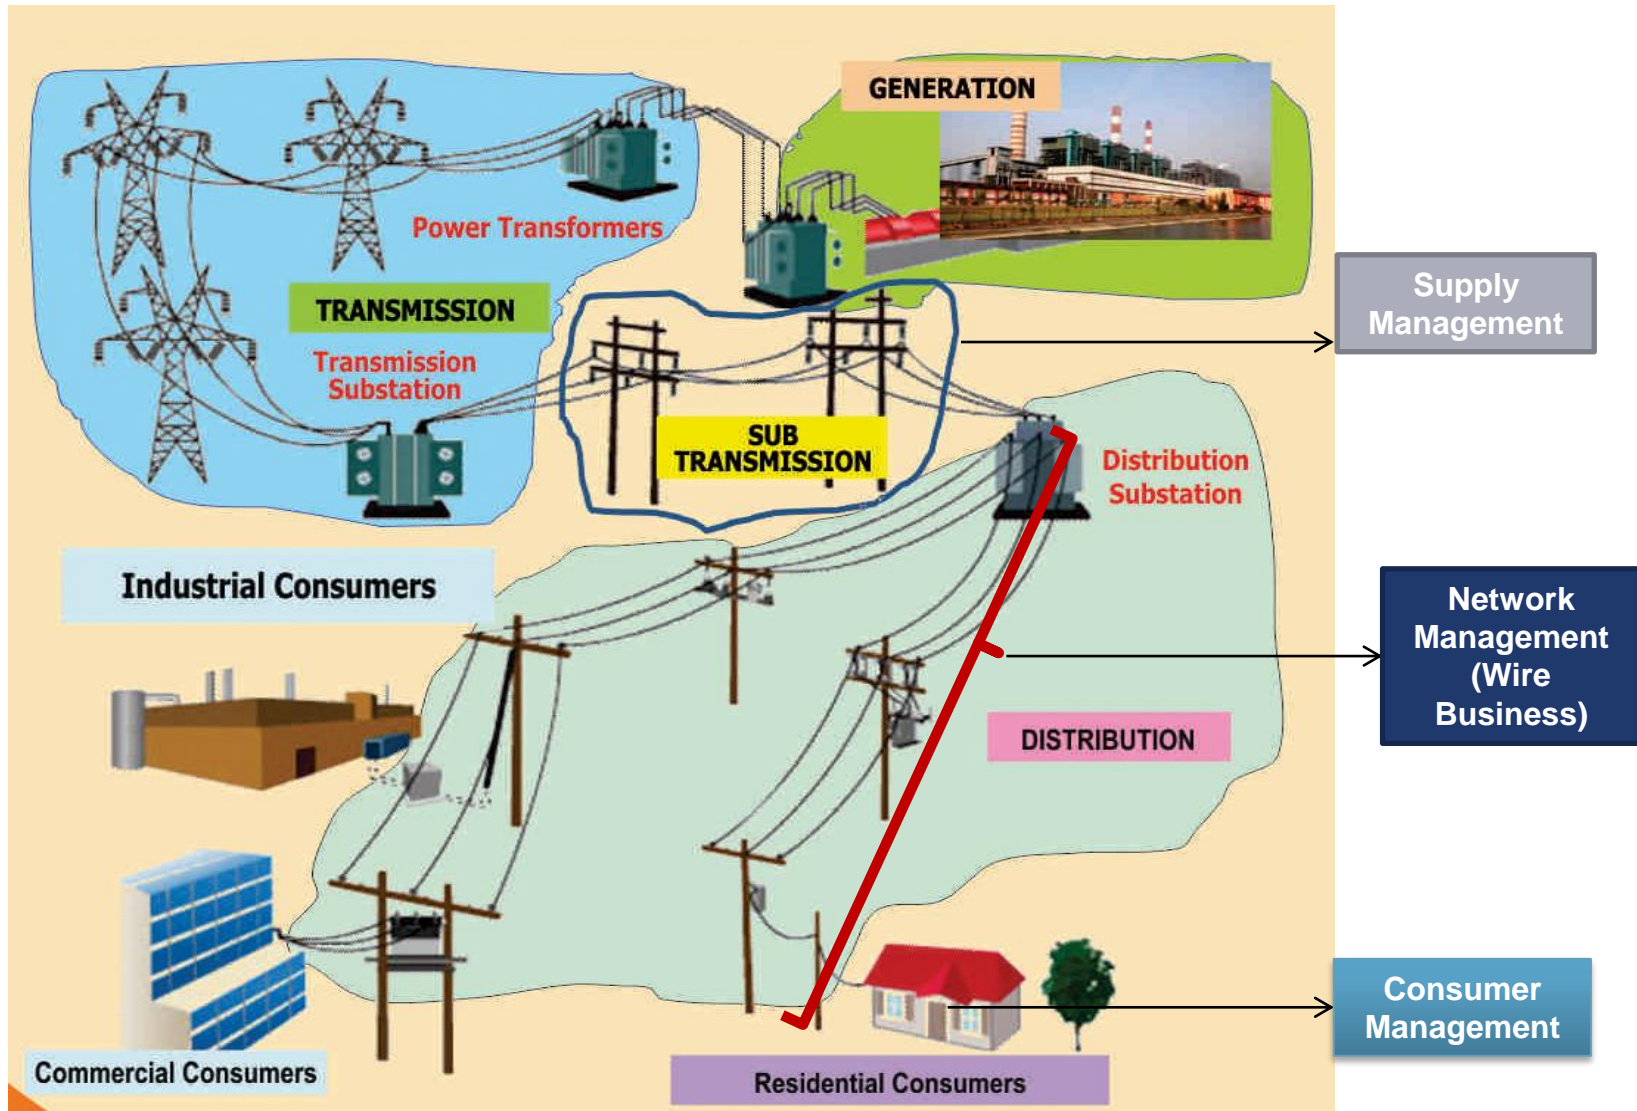 GENERATION
Power Transformers
TRANSMISSION
Transmission
Substation
SUB
TRANSMISSION
Supply
Management
Distribution
Substation
Industrial Consumers
Network
Management
(Wire
Business)
DISTRIBUTION
Consumer
Management
Commercial Consumers
Residential Consumers